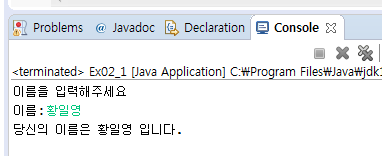 Problems @ Javadoc Declaration Console
<terminated> Ex02_1 [Java Application] C:₩Program Files₩Java₩jdk1
이름을 입력해주세요
이름:황일영
당신의 이름은 황일영 입니다.